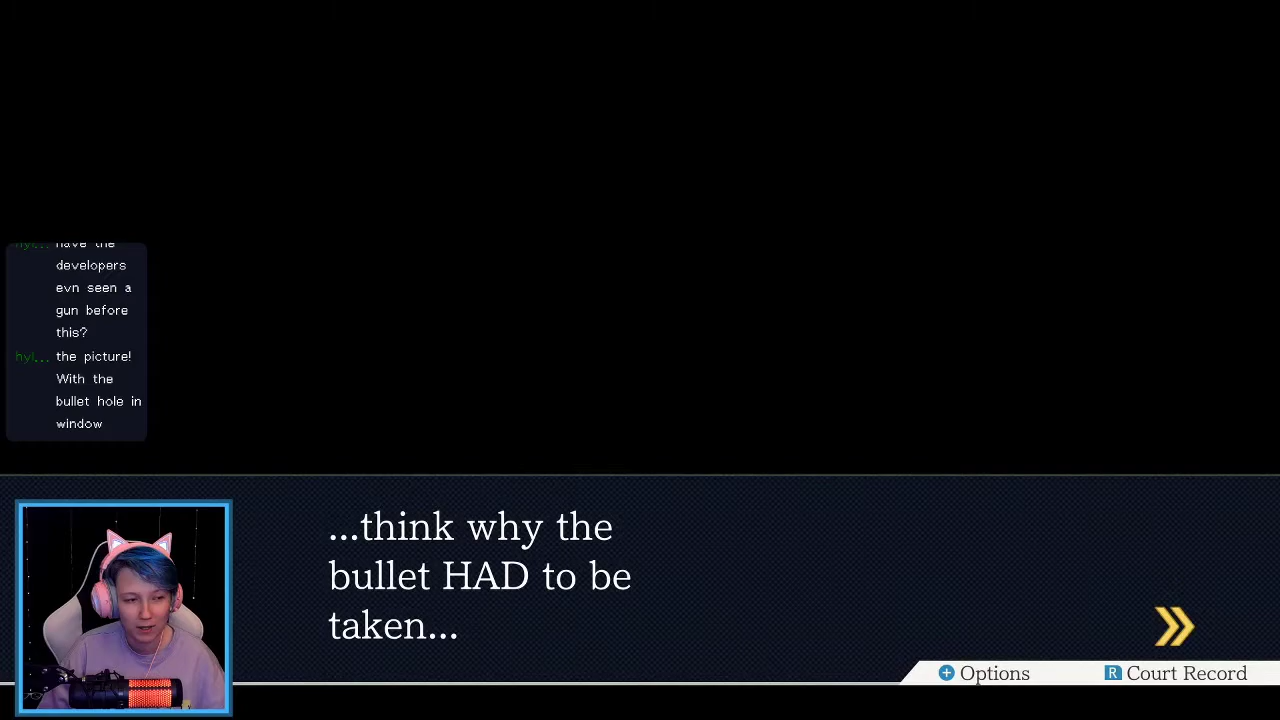 have the
developers
evn seen a
gun before
this?
hyl... the picture!
With the
bullet hole in
window
...think why the
bullet HAD to be
taken...
Options
Court Record